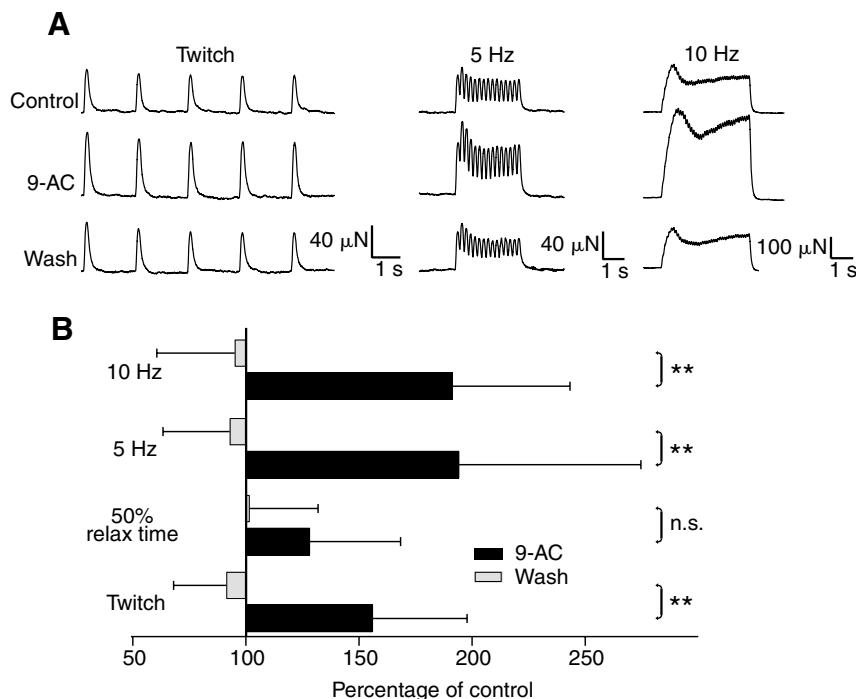 A
Twitch
5 Hz
10 Hz
Control
9-AC
Wash
40 μN
1 s
40 μN
1 s
100 μN
1 s
B
10 Hz
**
5 Hz
**
50%
relax time
n.s.
9-AC
Wash
Twitch
**
50
100
150
200
250
Percentage of control